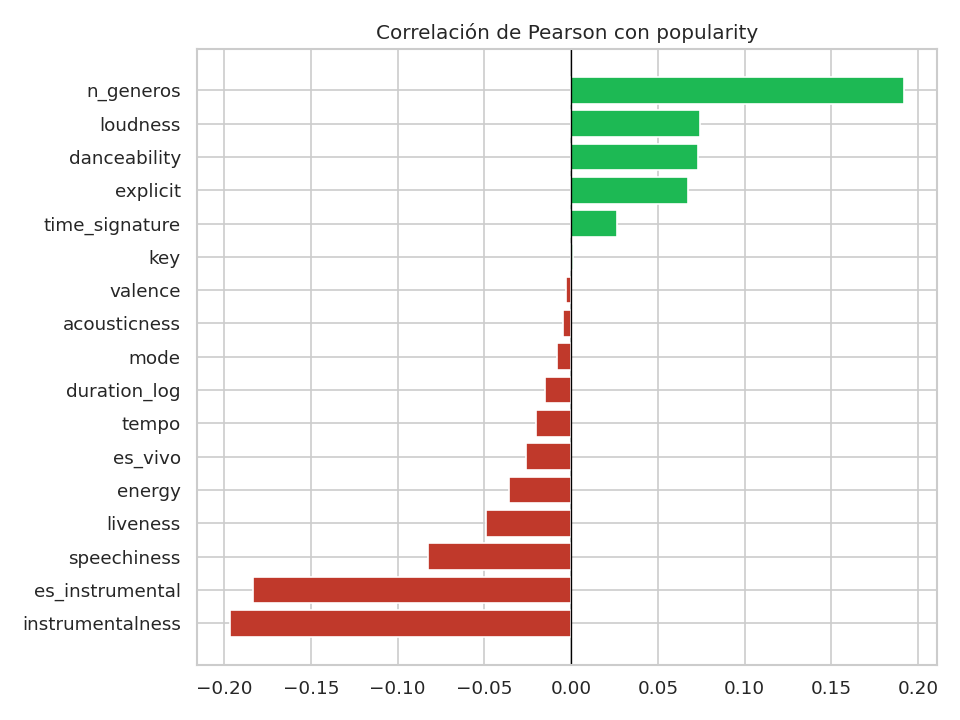 Correlación de Pearson con popularity
n_generos
loudness
danceability
explicit
time_signature
key
valence
acousticness
mode
duration_log
tempo
es_vivo
energy
liveness
speechiness
es_instrumental
instrumentalness
−0.20 −0.15 −0.10 −0.05 0.00 0.05 0.10 0.15 0.20